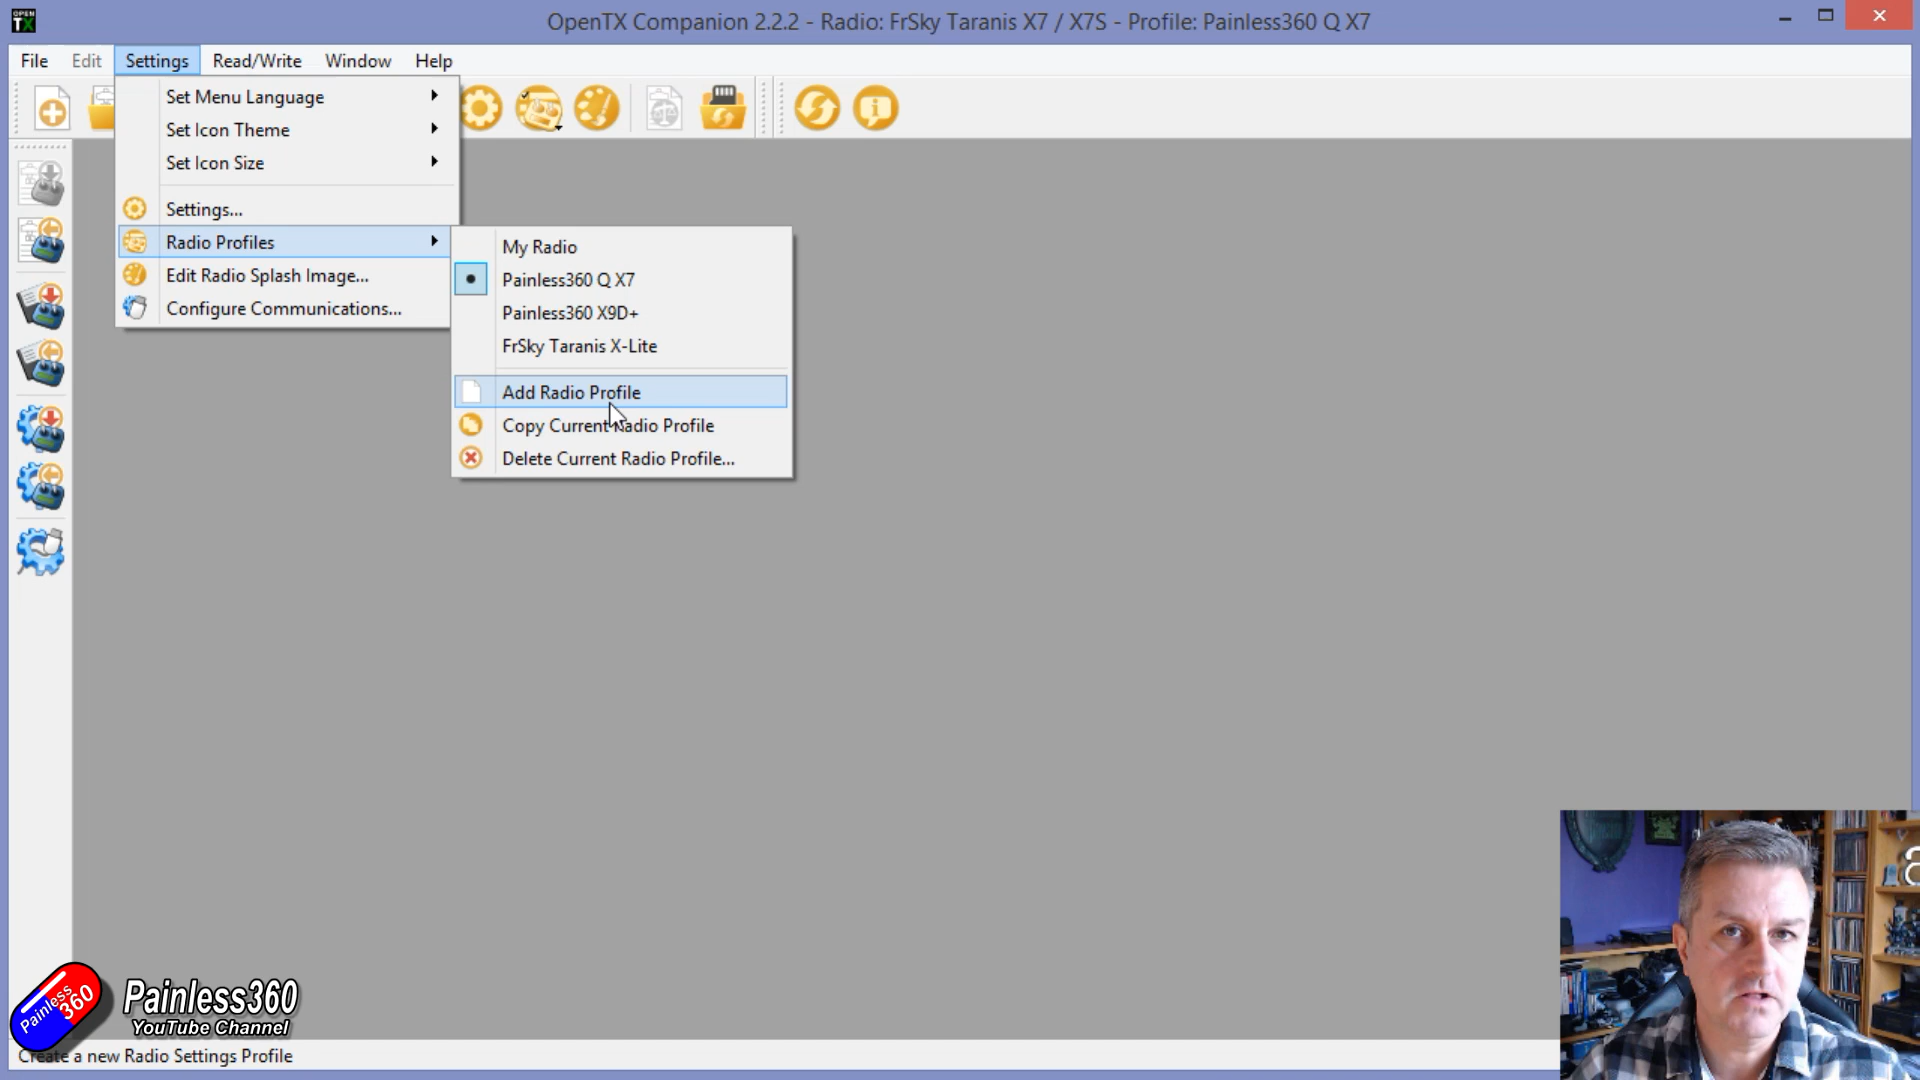 OPEN
TX
OpenTX Companion 2.2.2 - Radio: FrSky Taranis X7 / X7S - Profile: Painless360 Q X7
File Edit Settings Read/Write Window Help
Set Menu Language
Set Icon Theme
Set Icon Size
Settings...
Radio Profiles
Edit Radio Splash Image...
Configure Communications...
My Radio
Painless360 Q X7
Painless360 X9D+
FrSky Taranis X-Lite
Add Radio Profile
Copy Current Radio Profile
Delete Current Radio Profile...
Painless
360
Painless360
YouTube Channel
Create a new Radio Settings Profile